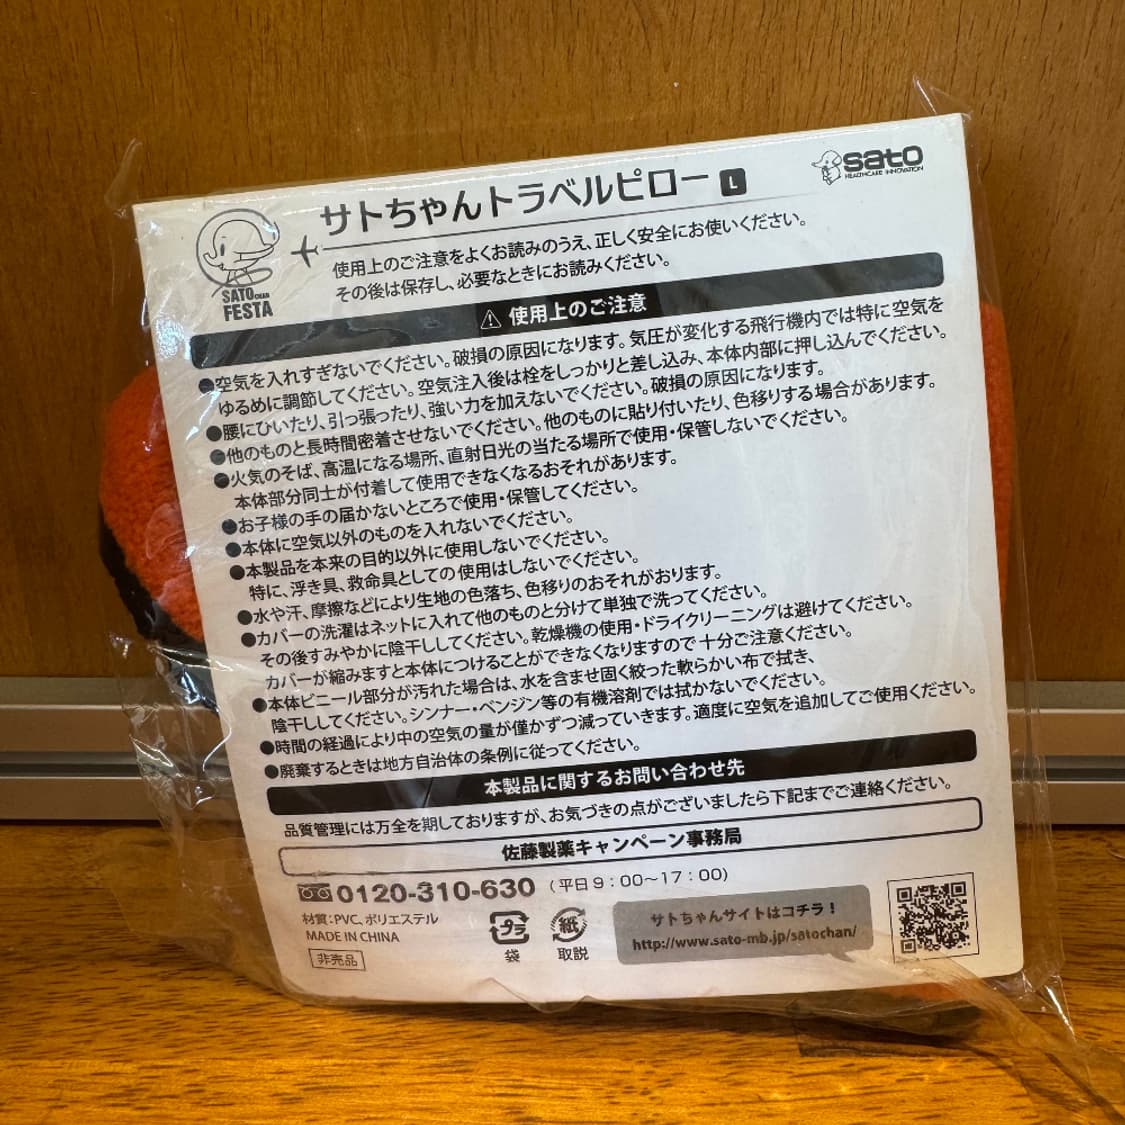 サトちゃんトラベルピロー L
sato
HEALTHCARE INNOVATION
SATO CHAN
FESTA
使用上のご注意をよくお読みのうえ、正しく安全にお使いください。
その後は保存し、必要なときにお読みください。
使用上のご注意
●空気を入れすぎないでください。破損の原因になります。気圧が変化する飛行機内では特に空気を
ゆるめに調節してください。空気注入後は栓をしっかりと差し込み、本体内部に押し込んでください。
●腰にひいたり、引っ張ったり、強い力を加えないでください。破損の原因になります。
●他のものと長時間密着させないでください。他のものに貼り付いたり、色移りする場合があります。
●火気のそば、高温になる場所、直射日光の当たる場所で使用・保管しないでください。
本体部分同士が付着して使用できなくなるおそれがあります。
●お子様の手の届かないところで使用・保管してください。
●本体に空気以外のものを入れないでください。
●本製品を本来の目的以外に使用しないでください。
特に、浮き具、救命具としての使用はしないでください。
●水や汗、摩擦などにより生地の色落ち、色移りのおそれがおります。
●カバーの洗濯はネットに入れて他のものと分けて単独で洗ってください。
その後すみやかに陰干ししてください。乾燥機の使用・ドライクリーニングは避けてください。
カバーが縮みますと本体につけることができなくなりますので十分ご注意ください。
●本体ビニール部分が汚れた場合は、水を含ませ固く絞った軟らかい布で拭き、
陰干ししてください。シンナー・ベンジン等の有機溶剤では拭かないでください。
●時間の経過により中の空気の量が僅かずつ減っていきます。適度に空気を追加してご使用ください。
●廃棄するときは地方自治体の条例に従ってください。
本製品に関するお問い合わせ先
品質管理には万全を期しておりますが、お気づきの点がございましたら下記までご連絡ください。
佐藤製薬キャンペーン事務局
0120-310-630 (平日9：00～17：00)
材質：PVC、ポリエステル
MADE IN CHINA
非売品
プラ
袋
紙
取説
サトちゃんサイトはコチラ！
http://www.sato-mb.jp/satochan/